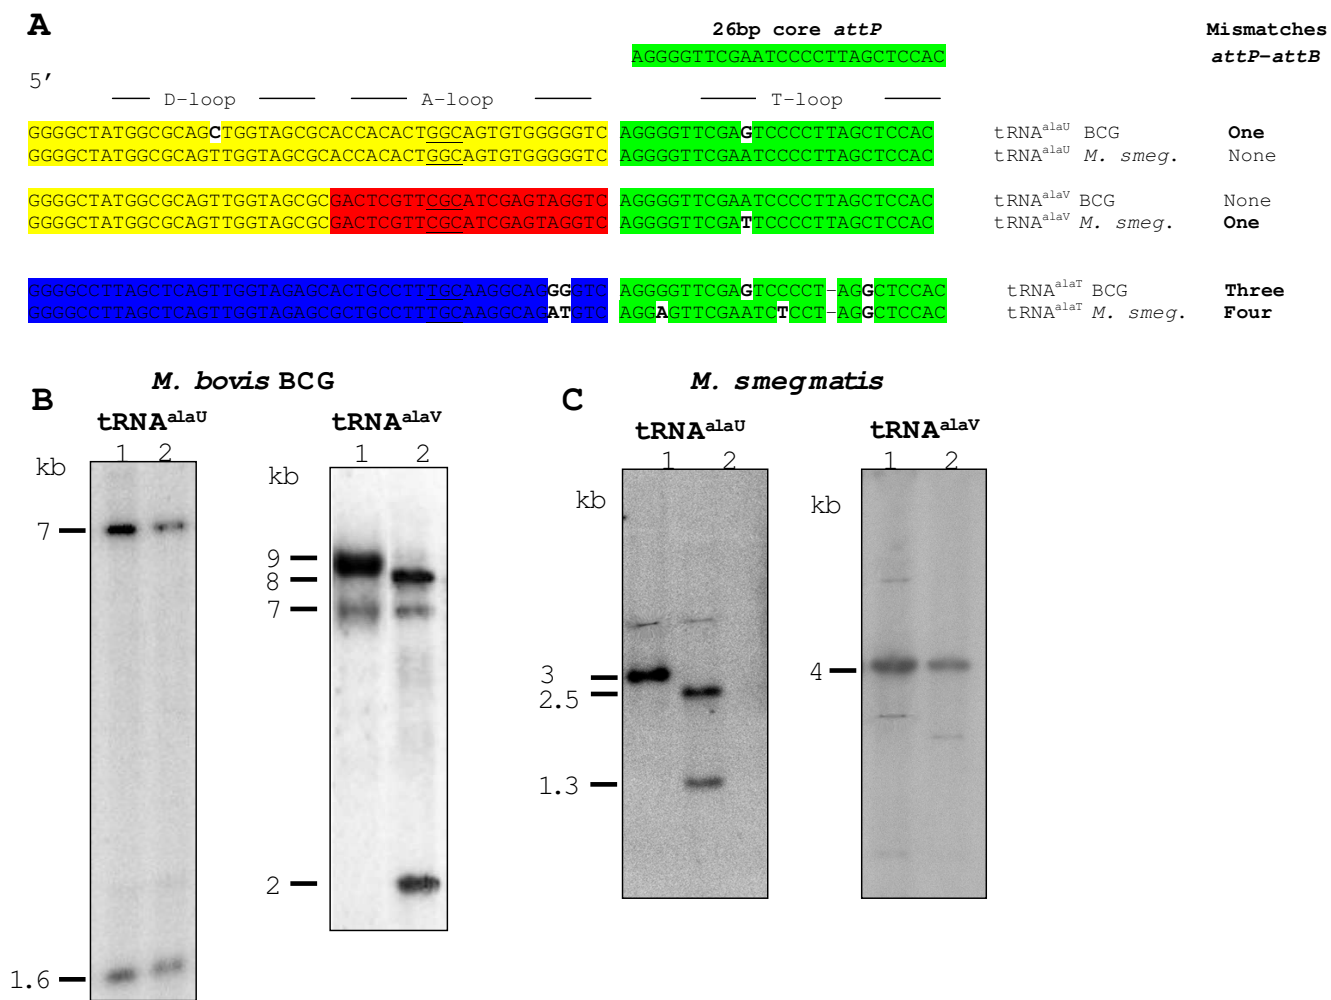 A
26bp core attP
Mismatches
AGGGGTTCGAATCCCCTTAGCTCCAC
attP-attB
5′
D-loop A-loop T-loop
GGGGCTATGGCGCAGCTGGTAGCGCACCACACTGGCAGTGTGGGGGTC AGGGGTTCGAGTCCCCTTAGCTCCAC tRNAalaU BCG One
GGGGCTATGGCGCAGTTGGTAGCGCACCACACTGGCAGTGTGGGGGTC AGGGGTTCGAATCCCCTTAGCTCCAC tRNAalaU M. smeg. None
GGGGCTATGGCGCAGTTGGTAGCGCGACTCGTTCGCATCGAGTAGGTC AGGGGTTCGAATCCCCTTAGCTCCAC tRNAalaV BCG None
GGGGCTATGGCGCAGTTGGTAGCGCGACTCGTTCGCATCGAGTAGGTC AGGGGTTCGATTCCCCTTAGCTCCAC tRNAalaV M. smeg. One
GGGGCCTTAGCTCAGTTGGTAGAGCACTGCCTTTGCAAGGCAGGGGTC AGGGGTTCGAGTCCCCT-AGGCTCCAC tRNAalaT BCG Three
GGGGCCTTAGCTCAGTTGGTAGAGCGCTGCCTTTGCAAGGCAGATGTC AGGAGTTCGAATCTCCT-AGGCTCCAC tRNAalaT M. smeg. Four
M. bovis BCG
M. smegmatis
B
C
tRNAalaU
tRNAalaV
tRNAalaU
tRNAalaV
1 2
1 2
1 2
1 2
kb
kb
kb
kb
7
1.6
9
8
7
2
3
2.5
1.3
4